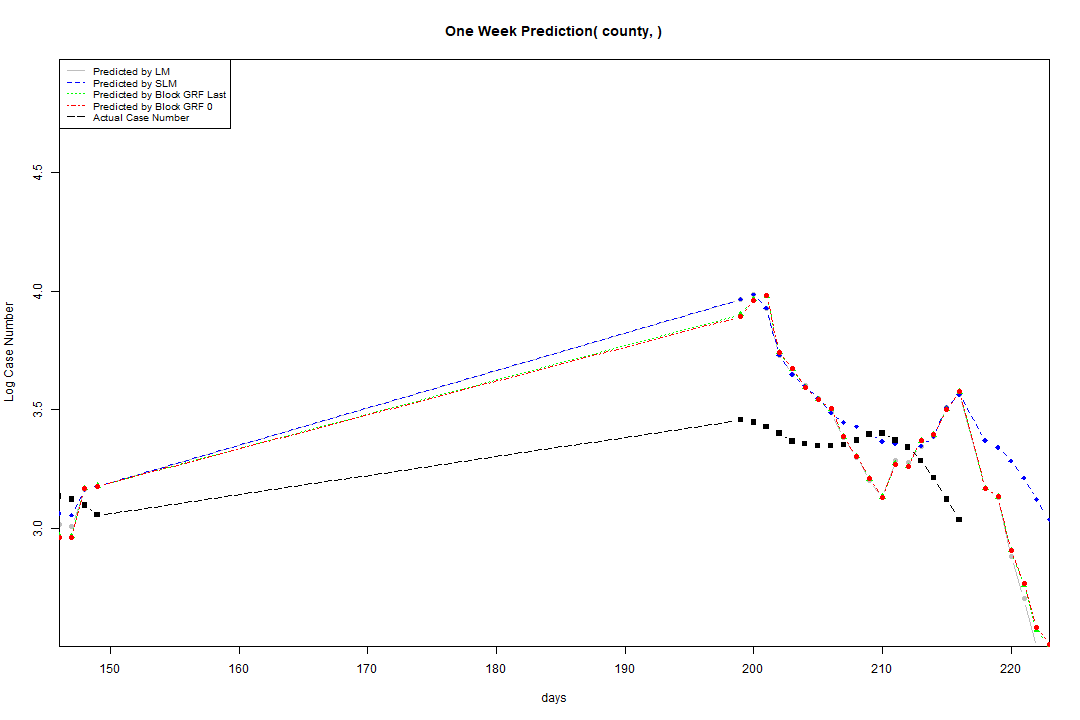 One Week Prediction( county, )
Predicted by LM
Predicted by SLM
Predicted by Block GRF Last
Predicted by Block GRF 0
Actual Case Number
Log Case Number
4.5
4.0
3.5
3.0
150 160 170 180 190 200 210 220
days